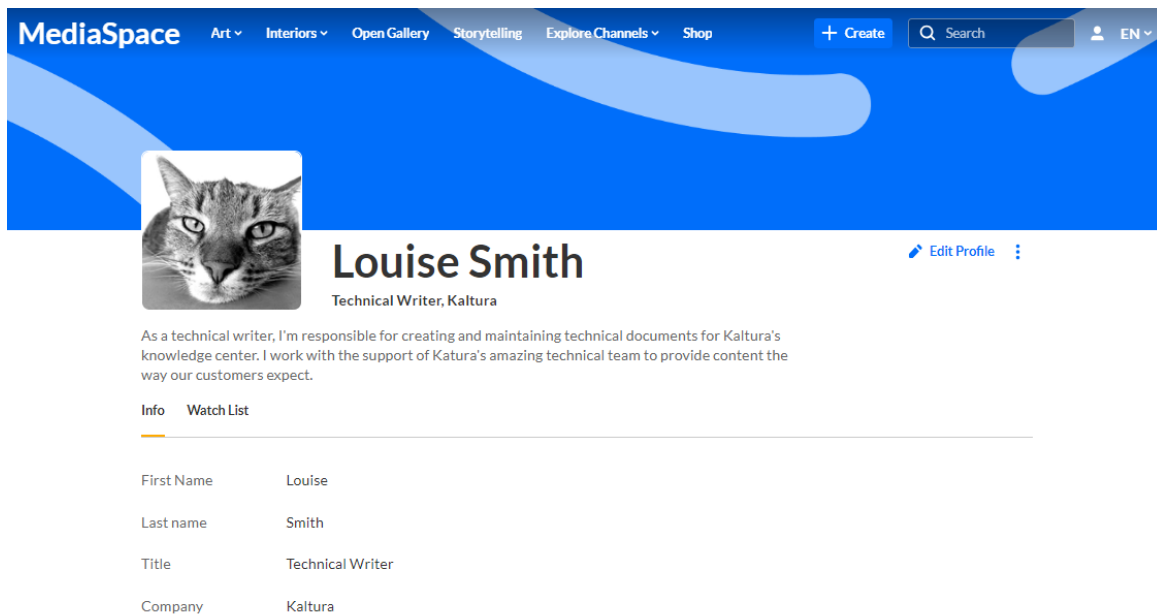 MediaSpace Art Interiors Open Gallery Storytelling Explore Channels Shop + Create Search EN
Louise Smith
Edit Profile
Technical Writer, Kaltura
As a technical writer, I'm responsible for creating and maintaining technical documents for Kaltura's
knowledge center. I work with the support of Katura's amazing technical team to provide content the
way our customers expect.
Info Watch List
First Name Louise
Last name Smith
Title Technical Writer
Company Kaltura